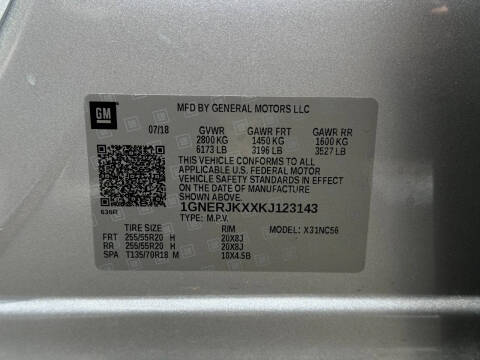 MFD BY GENERAL MOTORS LLC
GM
07/18 GVWR GAWR FRT GAWR RR
2800 KG 1450 KG 1600 KG
6173 LB 3196 LB 3527 LB
THIS VEHICLE CONFORMS TO ALL
APPLICABLE U.S. FEDERAL MOTOR
VEHICLE SAFETY STANDARDS IN EFFECT
ON THE DATE OF MANUFACTURE
SHOWN ABOVE.
1GNERJKXXKJ123143
TYPE: M.P.V.
TIRE SIZE RIM MODEL: X31NC56
FRT 255/55R20 H 20X8J
RR 255/55R20 H 20X8J
SPA T135/70R18 M 18X4.5B